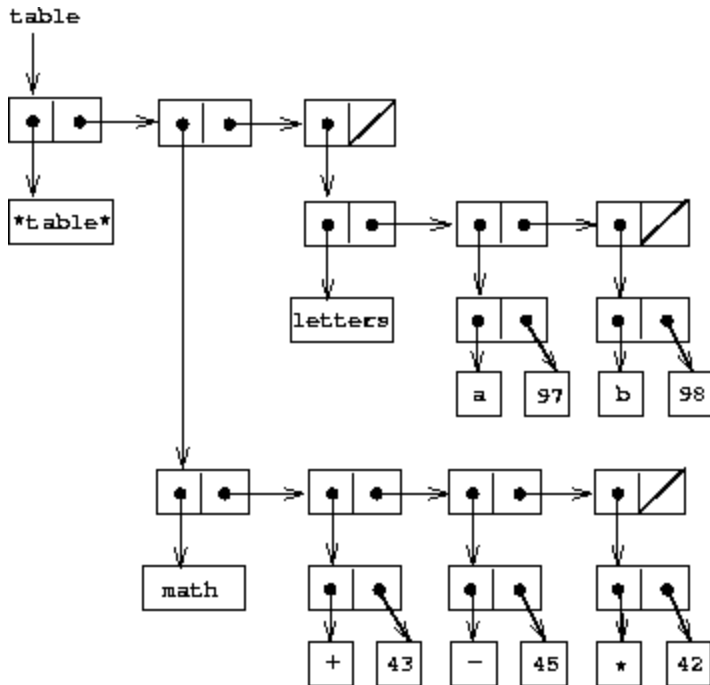 table
*table*
letters
a 97 b 98
math
+ 43 - 45 * 42